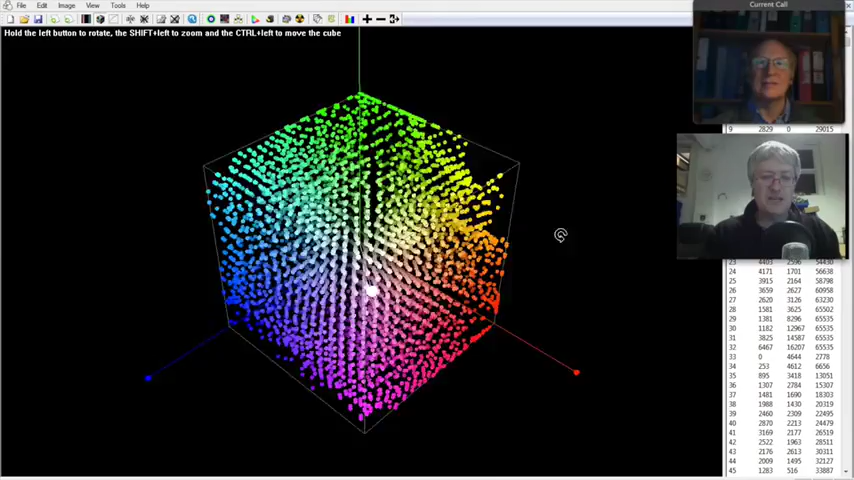 Current Call
File Edit Image View Tools Help
Hold the left button to rotate, the SHIFT+left to zoom and the CTRL+left to move the cube
9 2829 0 29015
23 4403 2596 54430
24 4171 1701 56638
25 3915 2164 58798
26 3659 2627 60958
27 2620 3126 63230
28 1581 3625 65502
29 1381 8296 65535
30 1182 12967 65535
31 3825 14587 65535
32 6467 16207 65535
33 0 4644 2778
34 253 4612 6656
35 895 3418 13051
36 1307 2784 15307
37 1481 1690 18303
38 1988 1430 20319
39 2460 2309 22495
40 2870 2213 24479
41 3169 2177 26519
42 2522 1963 28511
43 2176 2613 30311
44 2009 1495 32127
45 1283 516 33887